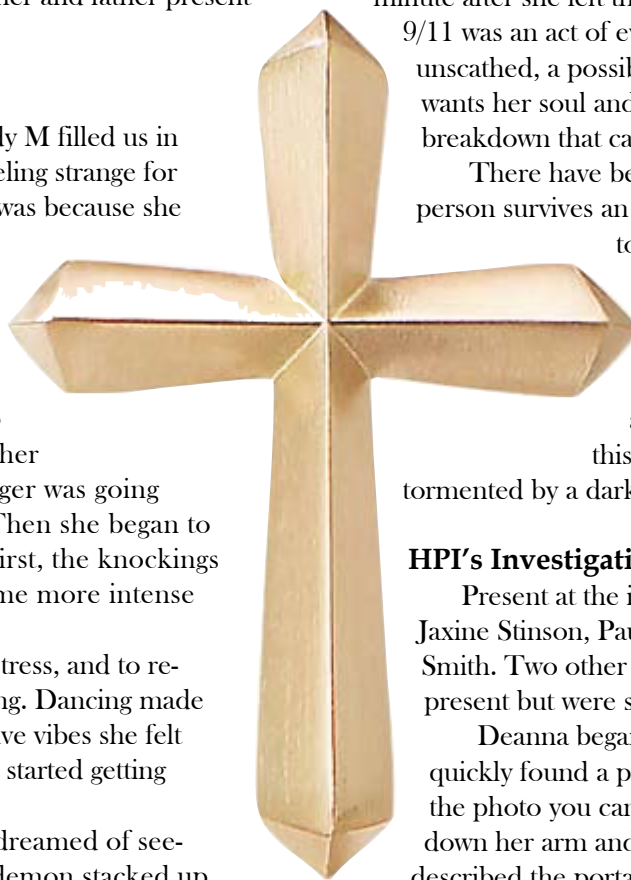 her and father present
ly M filled us in
eling strange for
was because she
her
ger was going
Then she began to
irst, the knockings
me more intense
tress, and to re-
ng. Dancing made
ve vibes she felt
started getting
dreamed of see-
demon stacked up
minute after she left th
9/11 was an act of ev
unscathed, a possib
wants her soul and
breakdown that ca
There have be
person survives an
to
this
tormented by a dark
HPI's Investigati
Present at the i
Jaxine Stinson, Pau
Smith. Two other
present but were s
Deanna bega
quickly found a p
the photo you can
down her arm and
described the porta